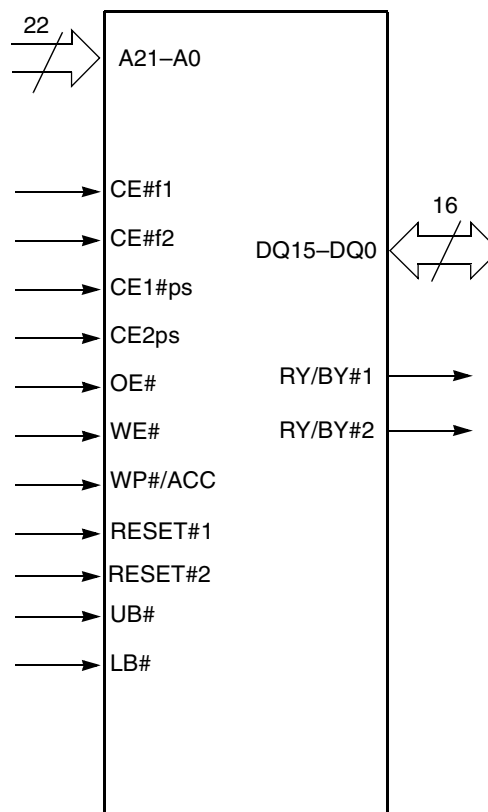 22
A21–A0
CE#f1
CE#f2
CE1#ps
CE2ps
OE#
WE#
WP#/ACC
RESET#1
RESET#2
UB#
LB#
16
DQ15–DQ0
RY/BY#1
RY/BY#2